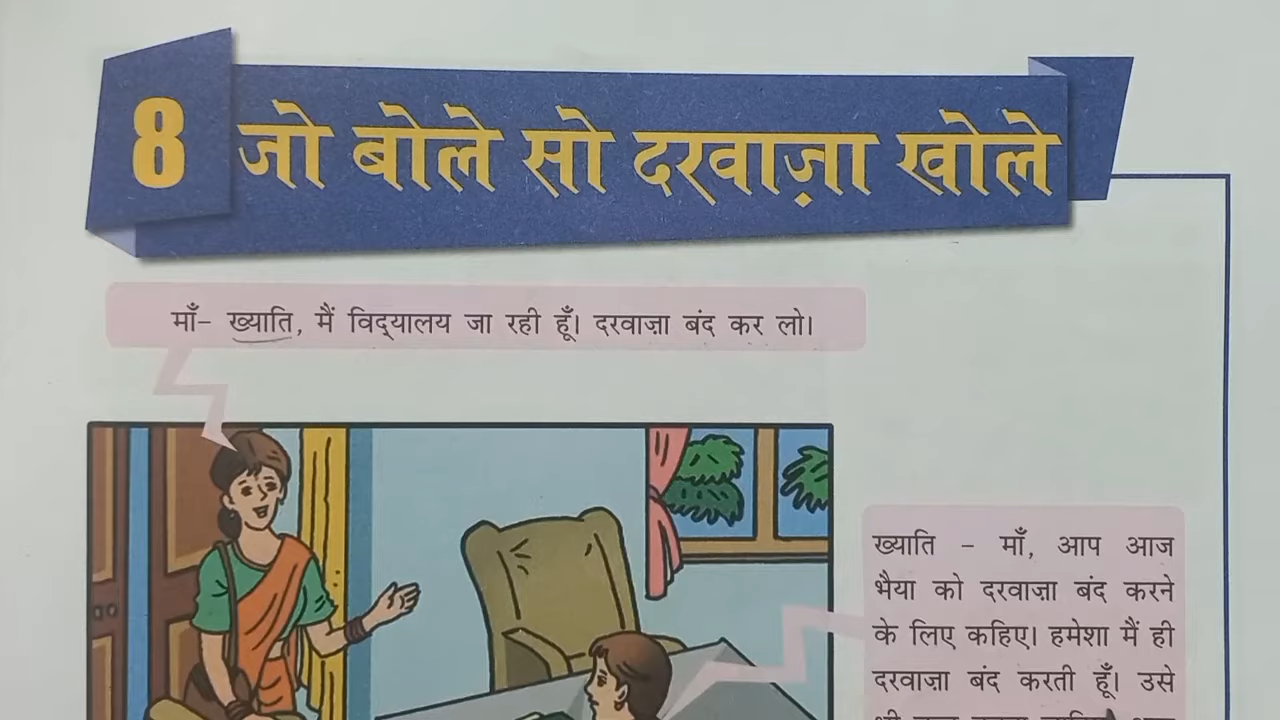 8 जो बोले सो दरवाज़ा खोले
माँ– ख्याति, मैं विद्‌यालय जा रही हूँ। दरवाज़ा बंद कर लो।
ख्याति – माँ, आप आज
भैया को दरवाज़ा बंद करने
के लिए कहिए। हमेशा मैं ही
दरवाज़ा बंद करती हूँ। उसे